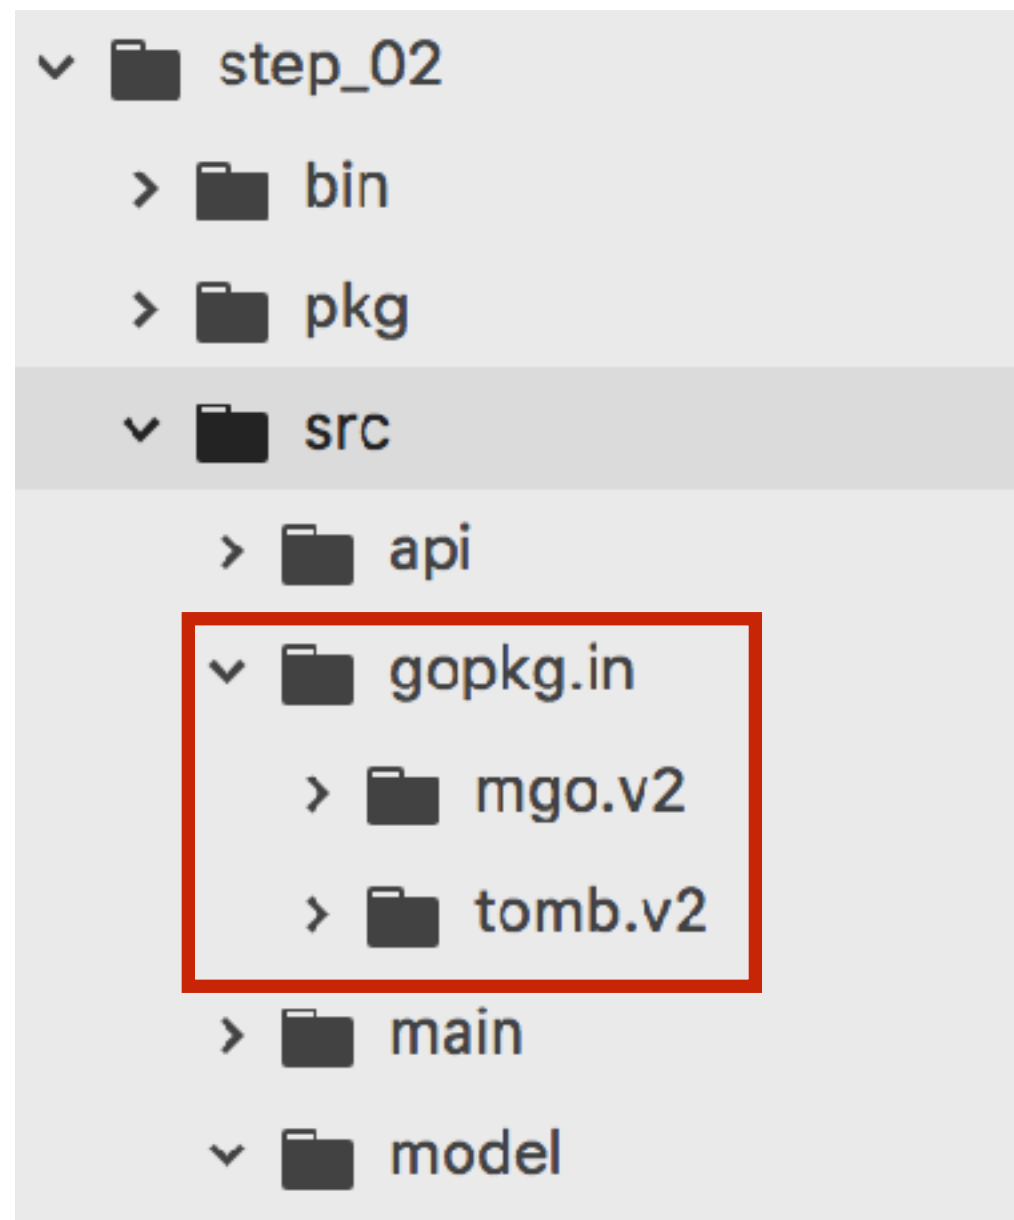 step_02
bin
pkg
src
api
gopkg.in
mgo.v2
tomb.v2
main
model